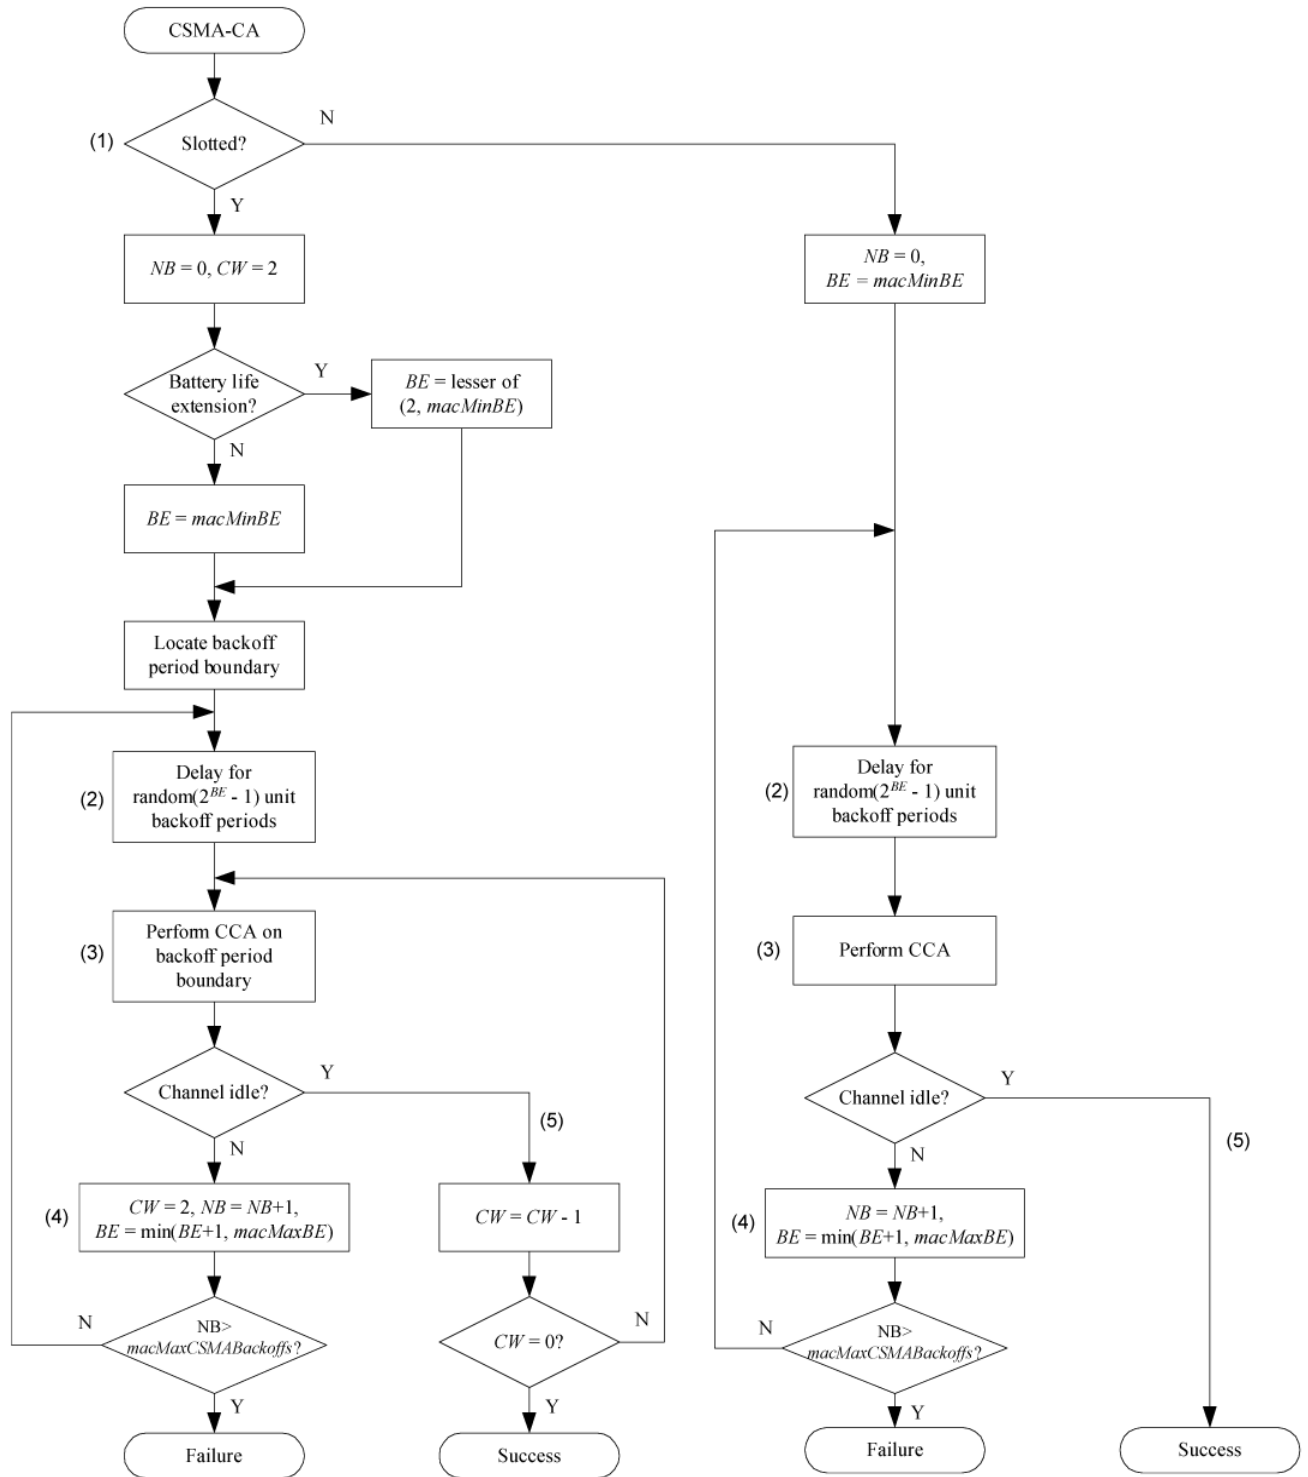 CSMA-CA
(1)
Slotted?
N
Y
NB = 0, CW = 2
Battery life
extension?
Y
BE = lesser of
(2, macMinBE)
N
BE = macMinBE
Locate backoff
period boundary
(2)
Delay for
random(2^BE - 1) unit
backoff periods
(3)
Perform CCA on
backoff period
boundary
Channel idle?
Y
(5)
N
(4)
CW = 2, NB = NB+1,
BE = min(BE+1, macMaxBE)
CW = CW - 1
N
NB>
macMaxCSMABackoffs?
Y
CW = 0?
N
Y
Failure
Success
NB = 0,
BE = macMinBE
(2)
Delay for
random(2^BE - 1) unit
backoff periods
(3)
Perform CCA
Channel idle?
Y
(5)
N
(4)
NB = NB+1,
BE = min(BE+1, macMaxBE)
N
NB>
macMaxCSMABackoffs?
Y
Failure
Success